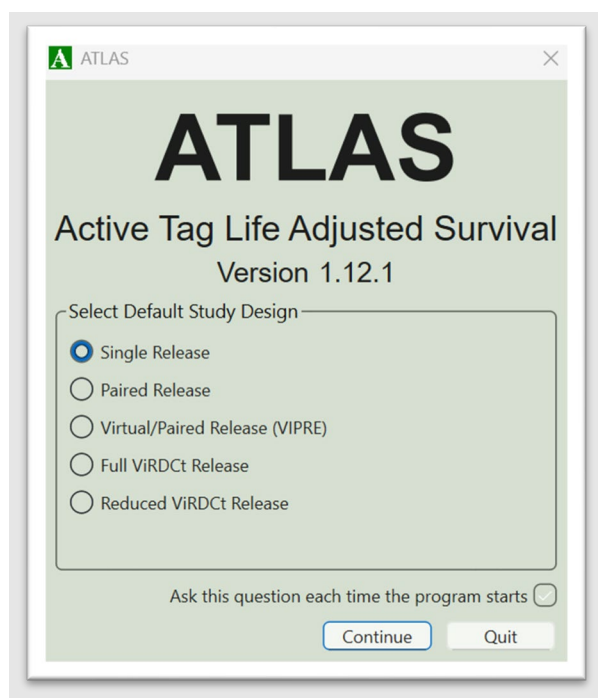 A ATLAS
ATLAS
Active Tag Life Adjusted Survival
Version 1.12.1
Select Default Study Design
Single Release
Paired Release
Virtual/Paired Release (VIPRE)
Full ViRDCt Release
Reduced ViRDCt Release
Ask this question each time the program starts
Continue Quit